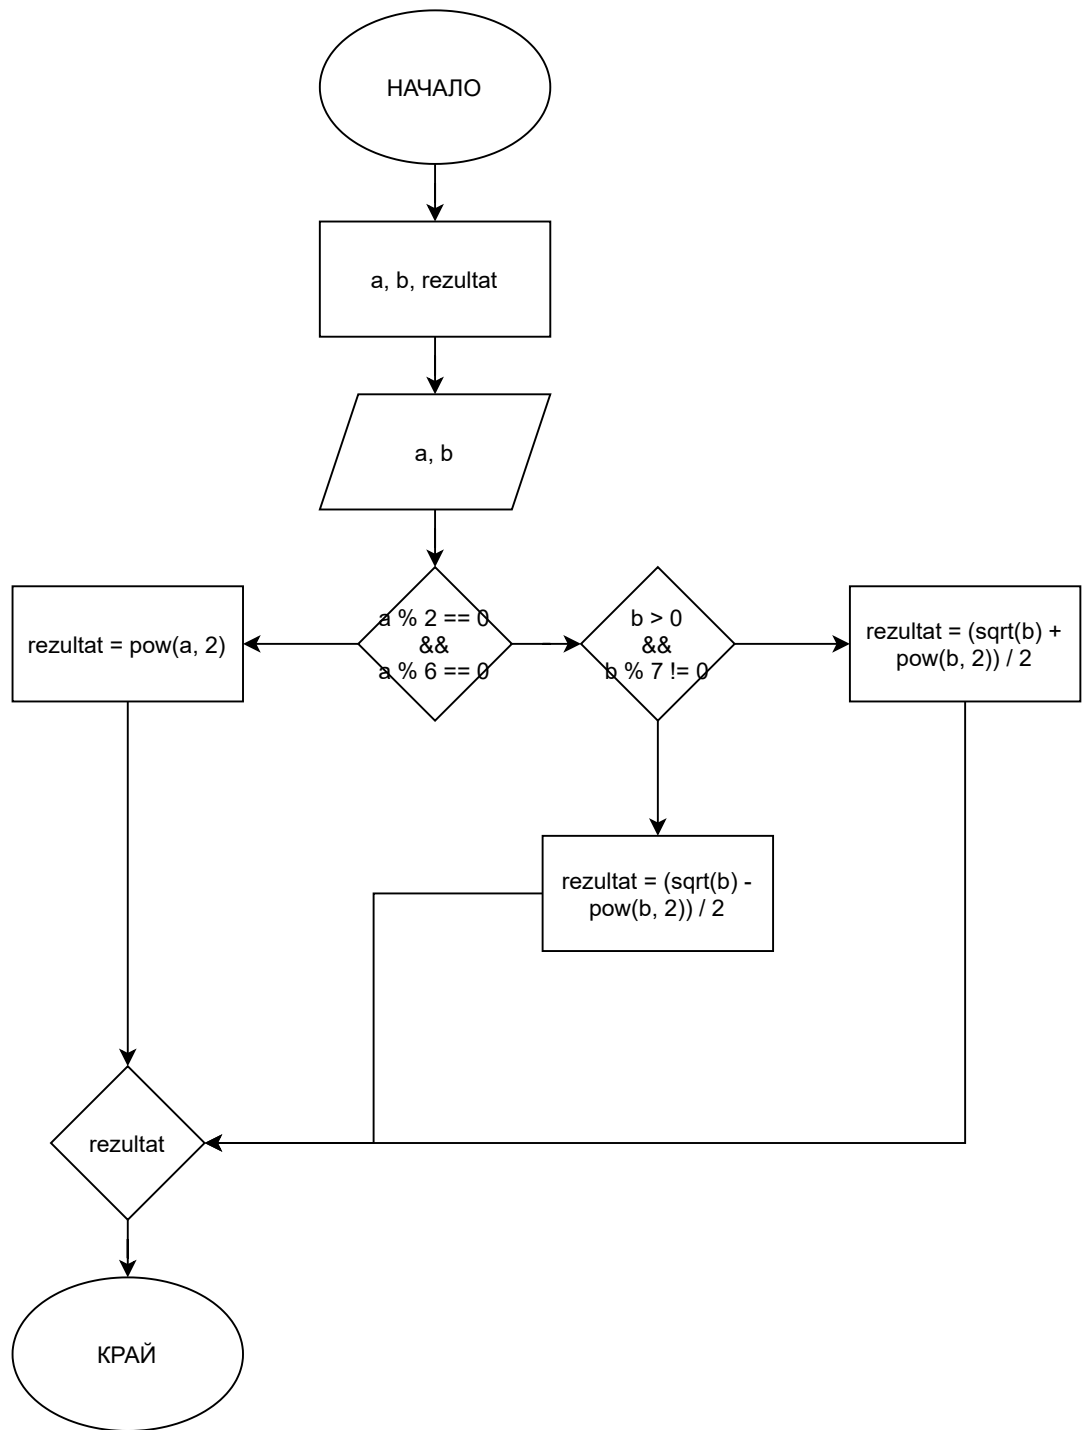 НАЧАЛО
a, b, rezultat
a, b
rezultat = pow(a, 2)
a % 2 == 0
&&
a % 6 == 0
b > 0
&&
b % 7 != 0
rezultat = (sqrt(b) +
pow(b, 2)) / 2
rezultat = (sqrt(b) -
pow(b, 2)) / 2
rezultat
КРАЙ